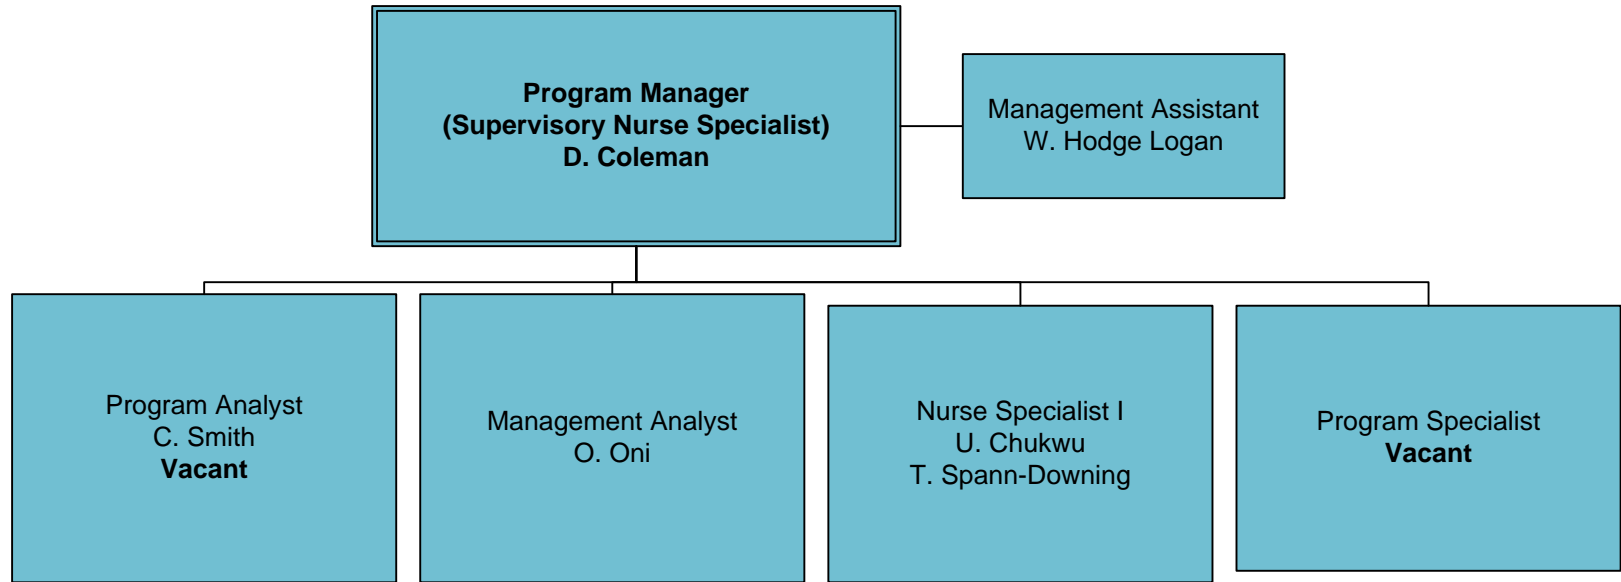 Program Manager
(Supervisory Nurse Specialist)
D. Coleman
Management Assistant
W. Hodge Logan
Program Analyst
C. Smith
Vacant
Management Analyst
O. Oni
Nurse Specialist I
U. Chukwu
T. Spann-Downing
Program Specialist
Vacant